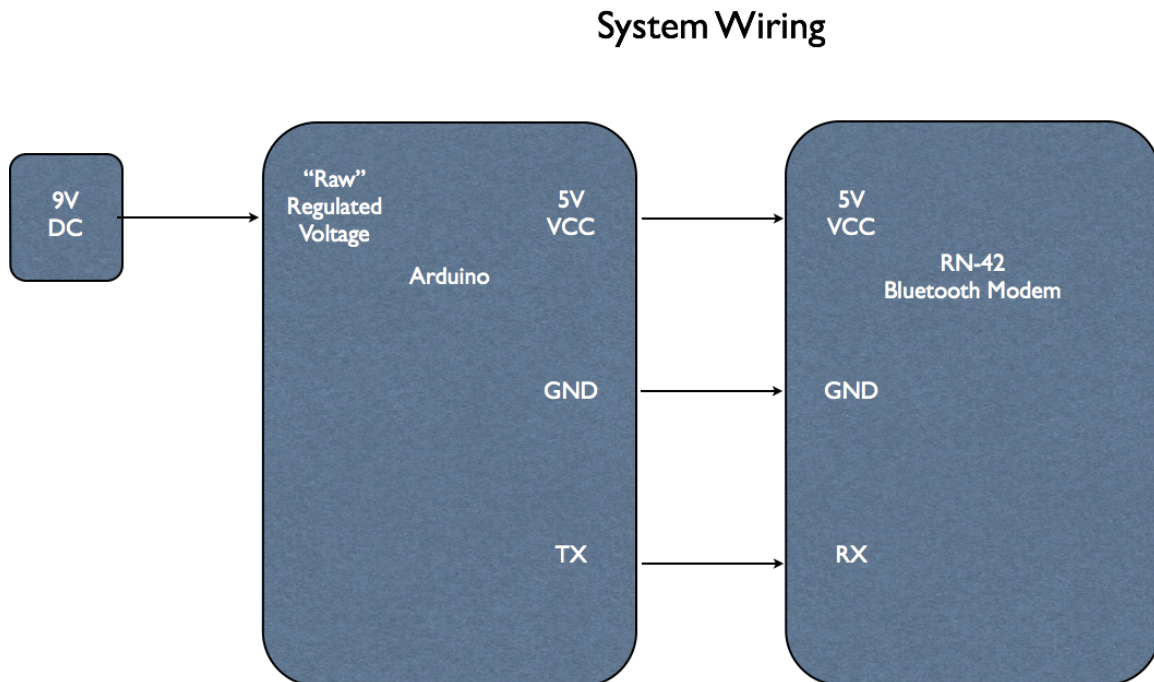 System Wiring
9V
DC
“Raw”
Regulated
Voltage
5V
VCC
Arduino
GND
TX
5V
VCC
RN-42
Bluetooth Modem
GND
RX